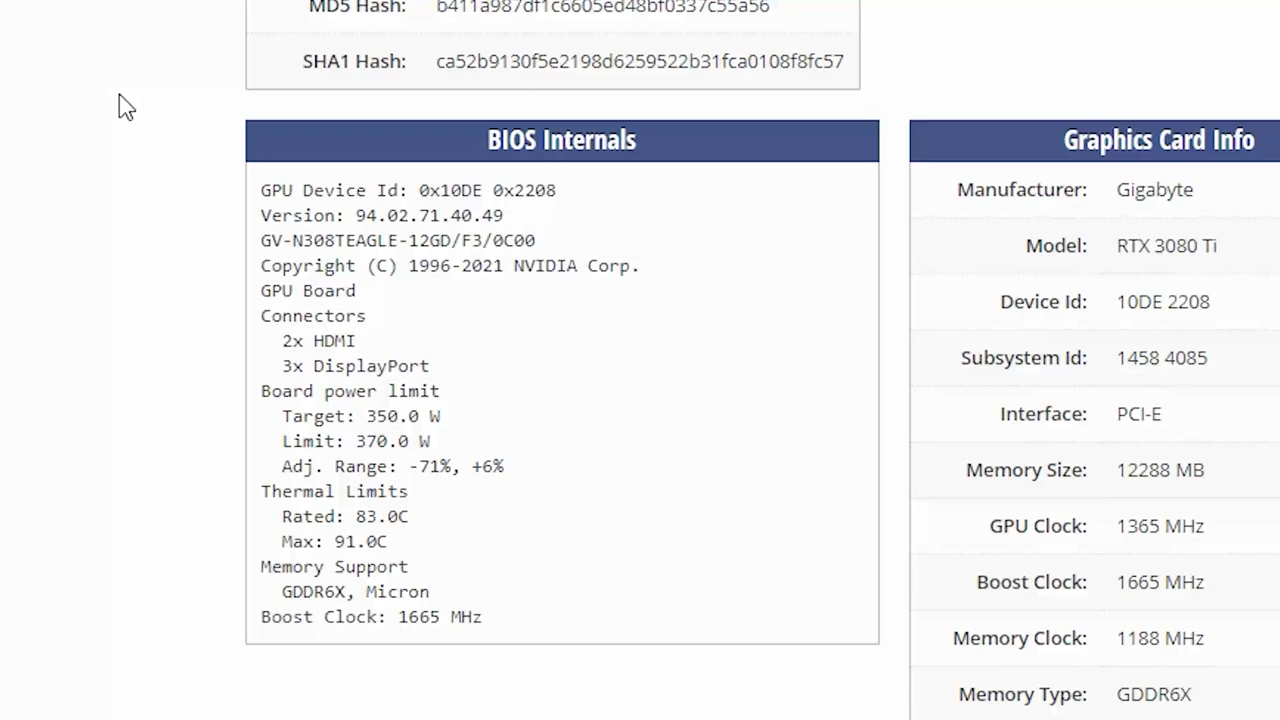 MD5 Hash: b411a987df1c6605ed48bf0337c55a56
SHA1 Hash: ca52b9130f5e2198d6259522b31fca0108f8fc57
BIOS Internals
GPU Device Id: 0x10DE 0x2208
Version: 94.02.71.40.49
GV-N308TEAGLE-12GD/F3/0C00
Copyright (C) 1996-2021 NVIDIA Corp.
GPU Board
Connectors
2x HDMI
3x DisplayPort
Board power limit
Target: 350.0 W
Limit: 370.0 W
Adj. Range: -71%, +6%
Thermal Limits
Rated: 83.0C
Max: 91.0C
Memory Support
GDDR6X, Micron
Boost Clock: 1665 MHz
Graphics Card Info
Manufacturer: Gigabyte
Model: RTX 3080 Ti
Device Id: 10DE 2208
Subsystem Id: 1458 4085
Interface: PCI-E
Memory Size: 12288 MB
GPU Clock: 1365 MHz
Boost Clock: 1665 MHz
Memory Clock: 1188 MHz
Memory Type: GDDR6X